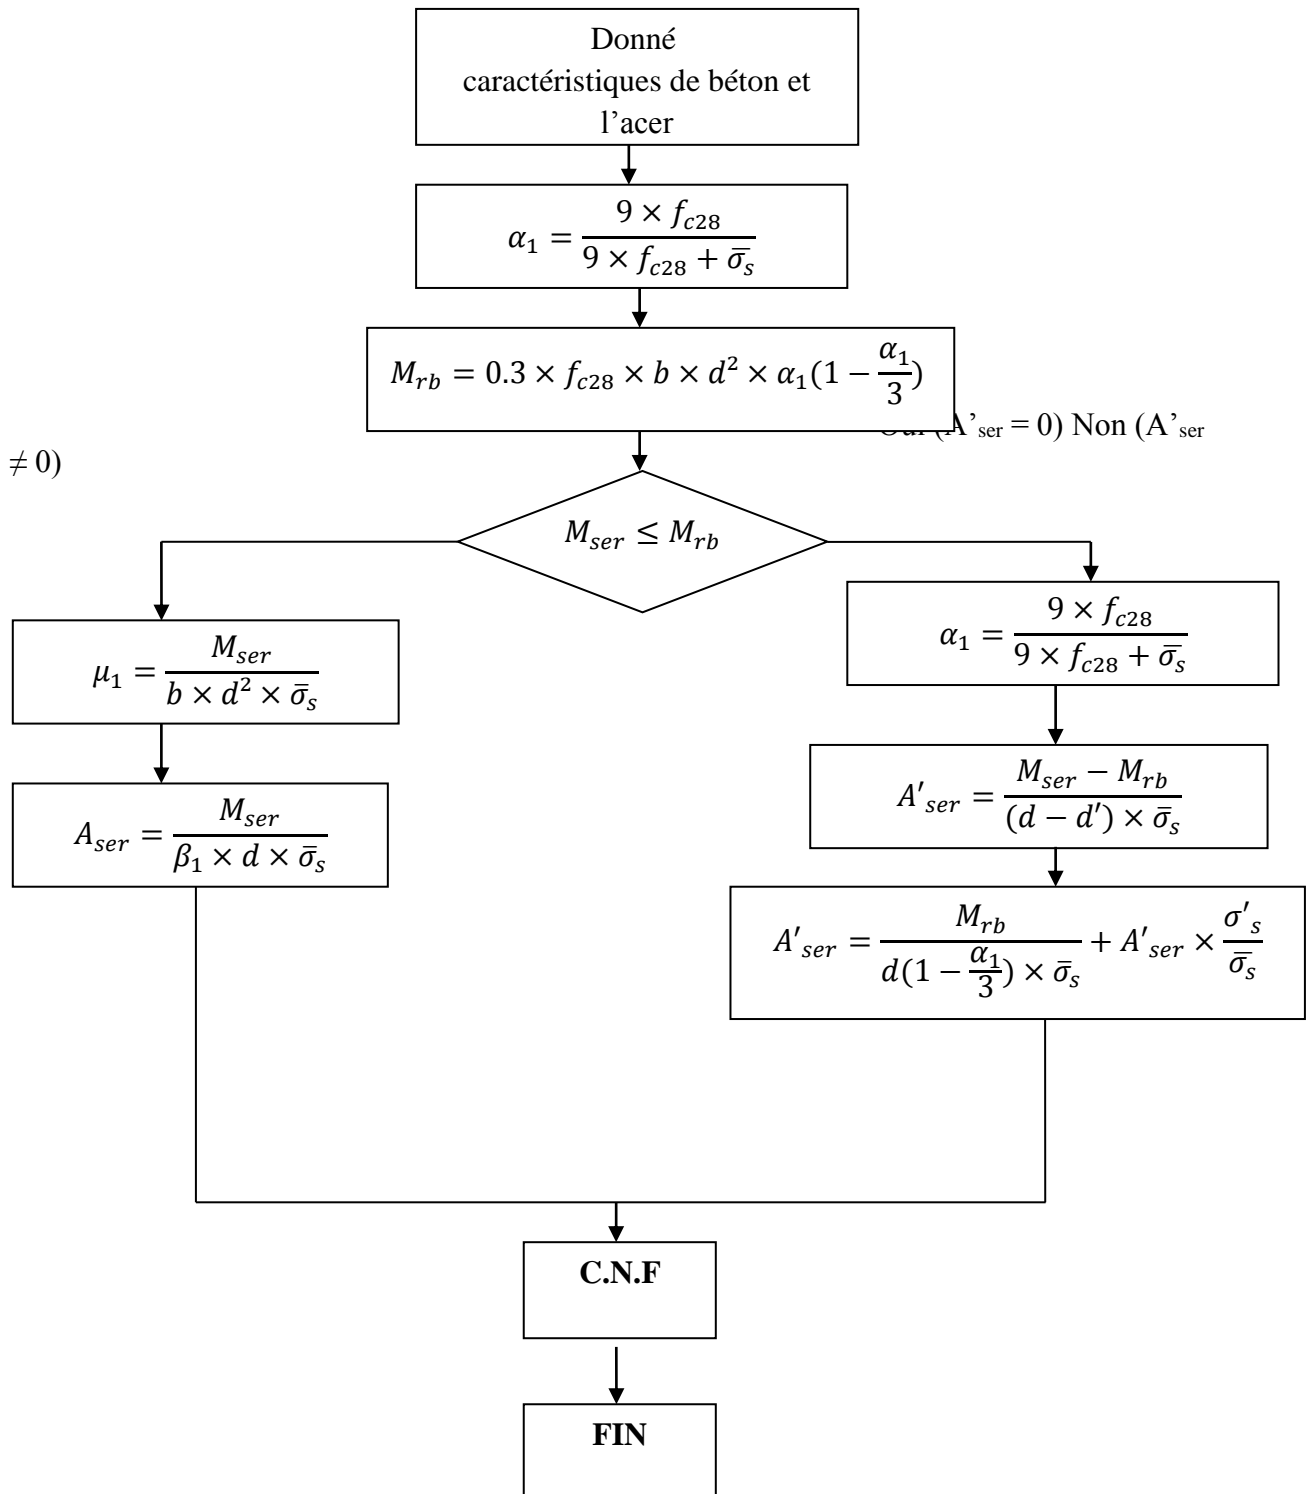 Donné
caractéristiques de béton et
l’acer
α₁ = (9 × f_c28) / (9 × f_c28 + σ̄_s)
M_rb = 0.3 × f_c28 × b × d² × α₁(1 − α₁/3)
(A’ser = 0) Non (A’ser
≠ 0)
M_ser ≤ M_rb
μ₁ = M_ser / (b × d² × σ̄_s)
A_ser = M_ser / (β₁ × d × σ̄_s)
α₁ = (9 × f_c28) / (9 × f_c28 + σ̄_s)
A′_ser = (M_ser − M_rb) / ((d − d′) × σ̄_s)
A′_ser = M_rb / (d(1 − α₁/3) × σ̄_s) + A′_ser × σ′_s / σ̄_s
C.N.F
FIN